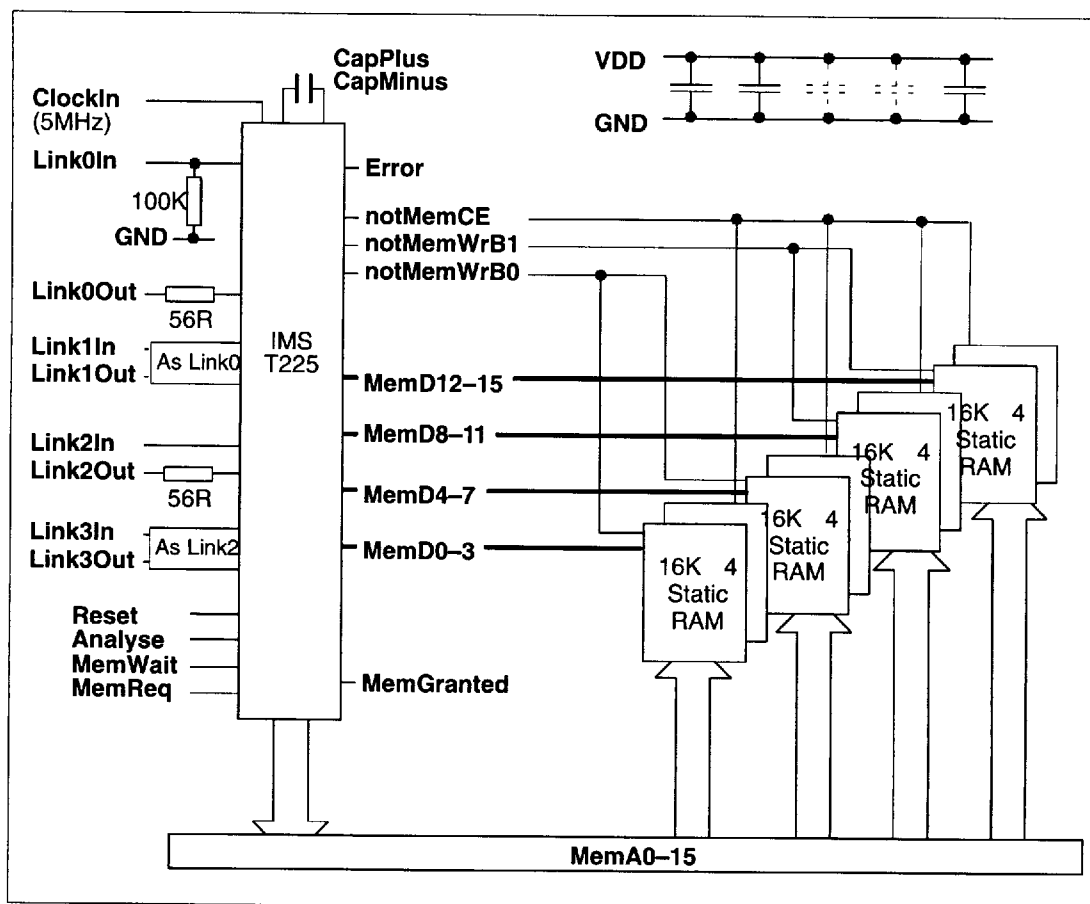 CapPlus
CapMinus
VDD
GND
ClockIn
(5MHz)
Link0In
100K
GND
Link0Out
56R
Link1In
Link1Out
As Link0
Link2In
Link2Out
56R
Link3In
Link3Out
As Link2
Reset
Analyse
MemWait
MemReq
IMS
T225
Error
notMemCE
notMemWrB1
notMemWrB0
MemD12–15
MemD8–11
MemD4–7
MemD0–3
MemGranted
16K 4
Static
RAM
16K 4
Static
RAM
16K 4
Static
RAM
16K 4
Static
RAM
MemA0–15